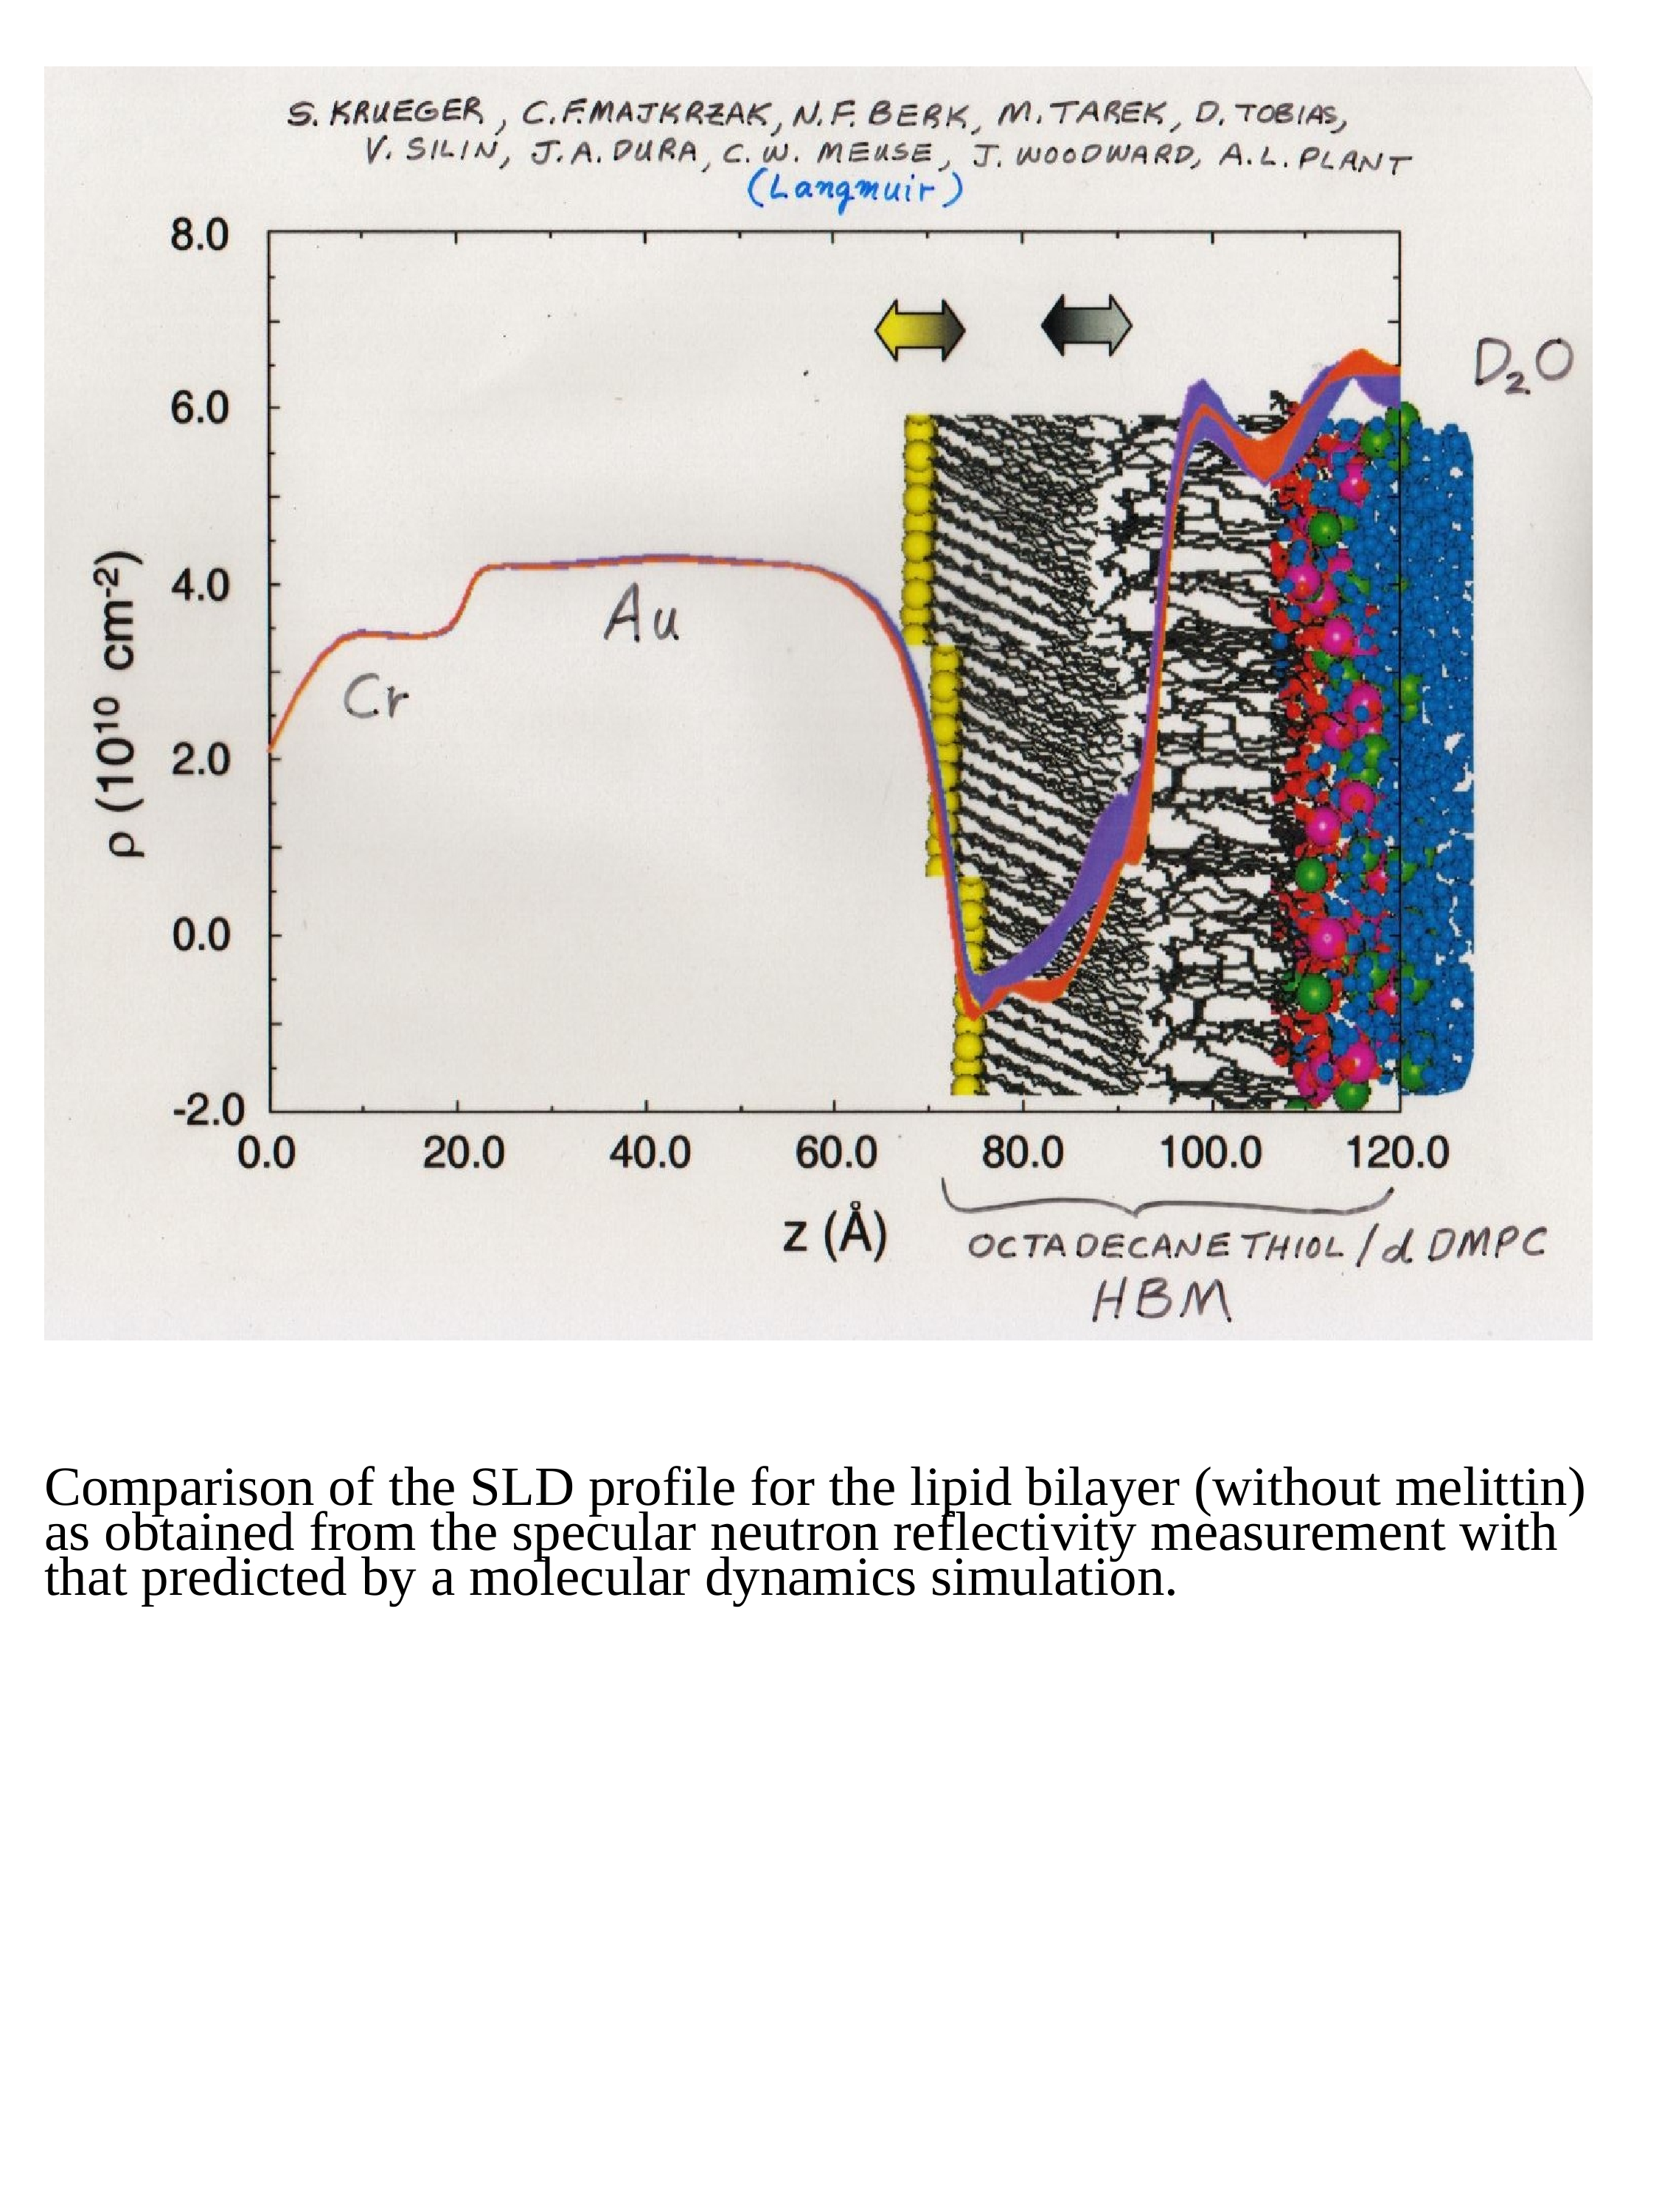 S. KRUEGER, C.F. MAJKRZAK, N.F. BERK, M. TAREK, D. TOBIAS,
V. SILIN, J.A. DURA, C.W. MEUSE, J. WOODWARD, A.L. PLANT
(Langmuir)
8.0
6.0
4.0
2.0
0.0
-2.0
ρ (10¹⁰ cm⁻²)
Cr
Au
D₂O
0.0 20.0 40.0 60.0 80.0 100.0 120.0
z (Å)
OCTADECANETHIOL/dDMPC
HBM
Comparison of the SLD profile for the lipid bilayer (without melittin)
as obtained from the specular neutron reflectivity measurement with
that predicted by a molecular dynamics simulation.